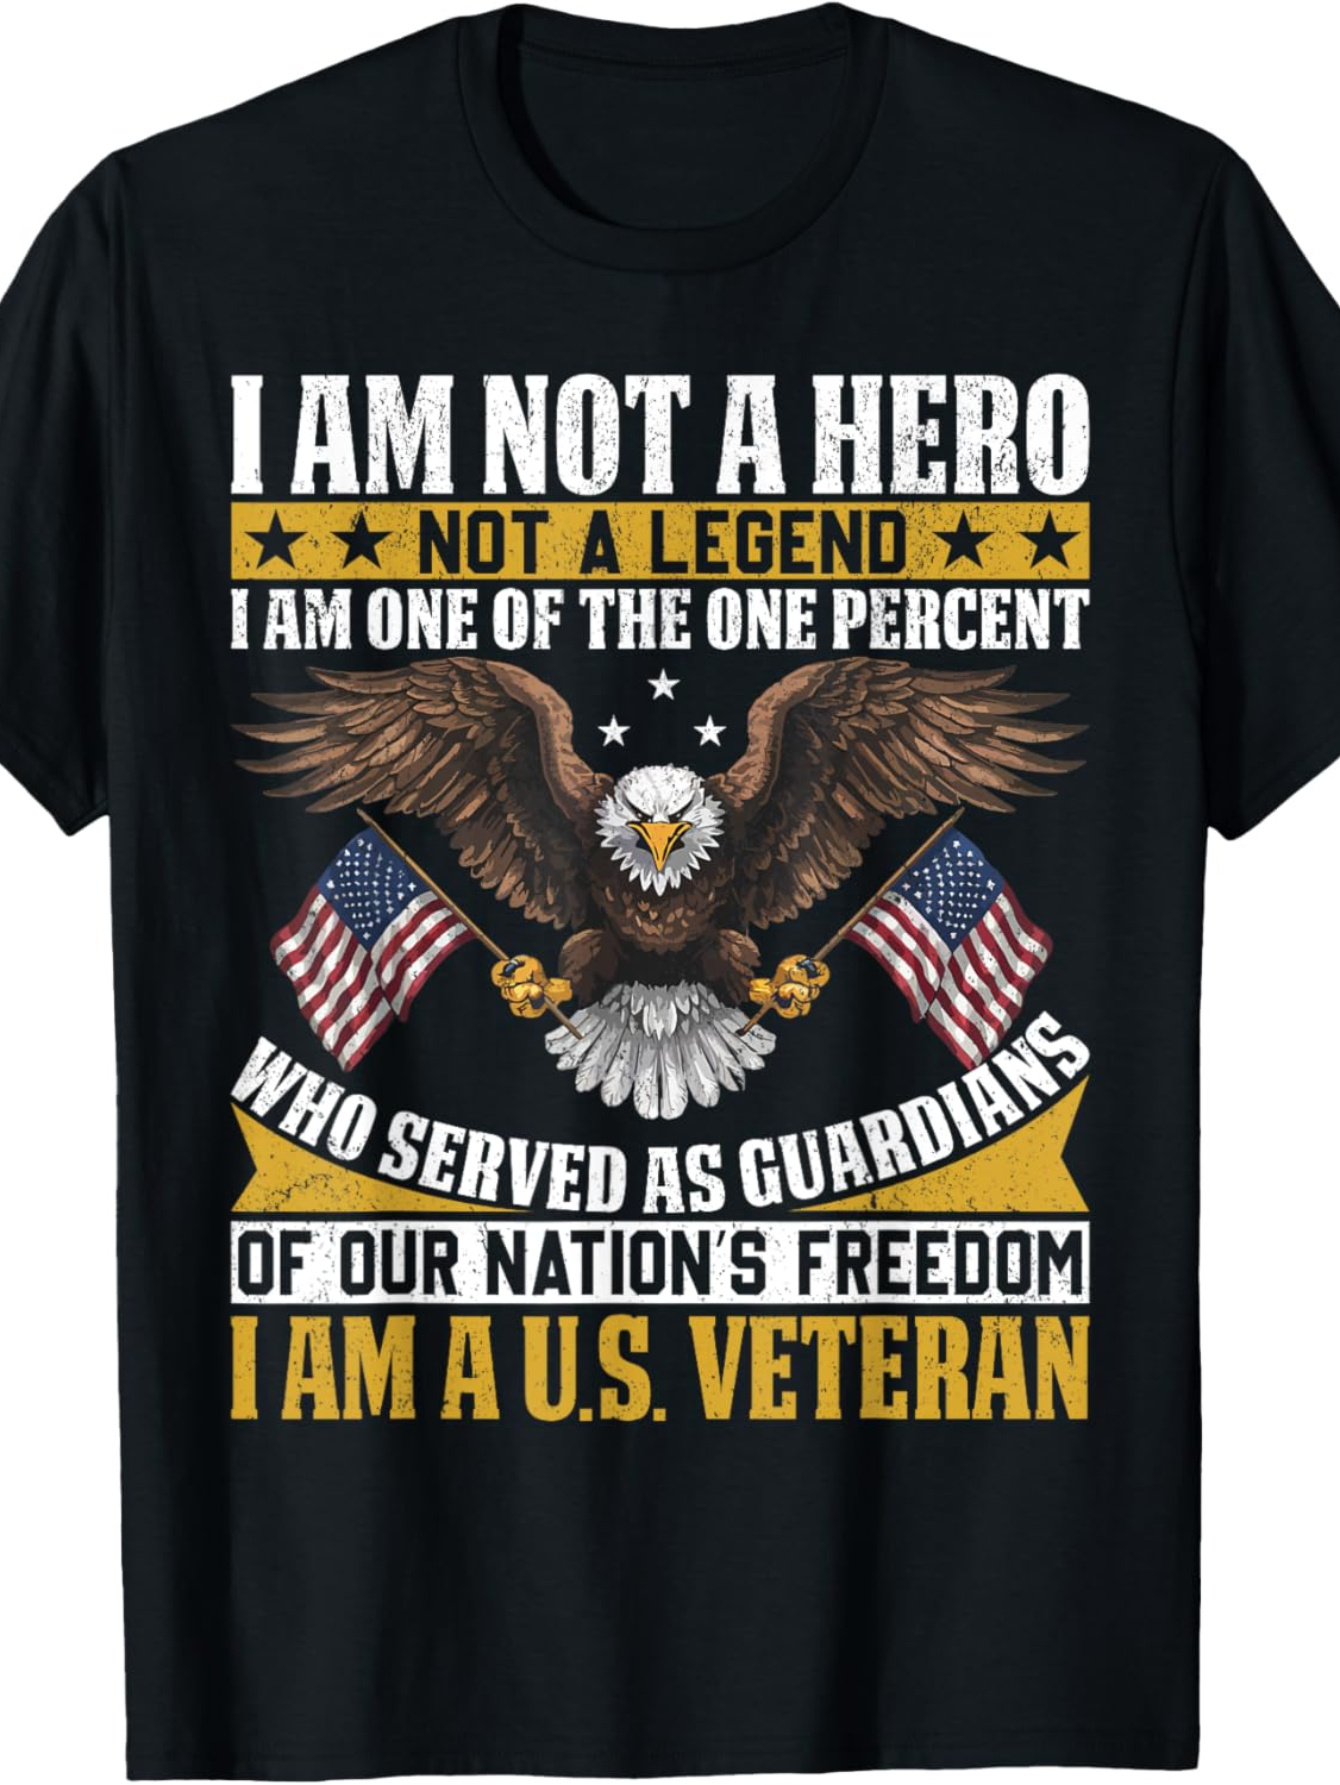 I AM NOT A HERO
NOT A LEGEND
I AM ONE OF THE ONE PERCENT
WHO SERVED AS GUARDIANS
OF OUR NATION'S FREEDOM
I AM A U.S. VETERAN